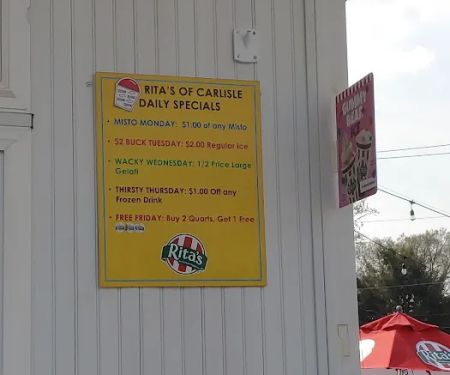 RITA'S OF CARLISLE
DAILY SPECIALS
• MISTO MONDAY: $1.00 of any Misto
• $2 BUCK TUESDAY: $2.00 Regular Ice
• WACKY WEDNESDAY: 1/2 Price Large
Gelati
• THIRSTY THURSDAY: $1.00 Off any
Frozen Drink
• FREE FRIDAY: Buy 2 Quarts, Get 1 Free
Rita's
Rita's